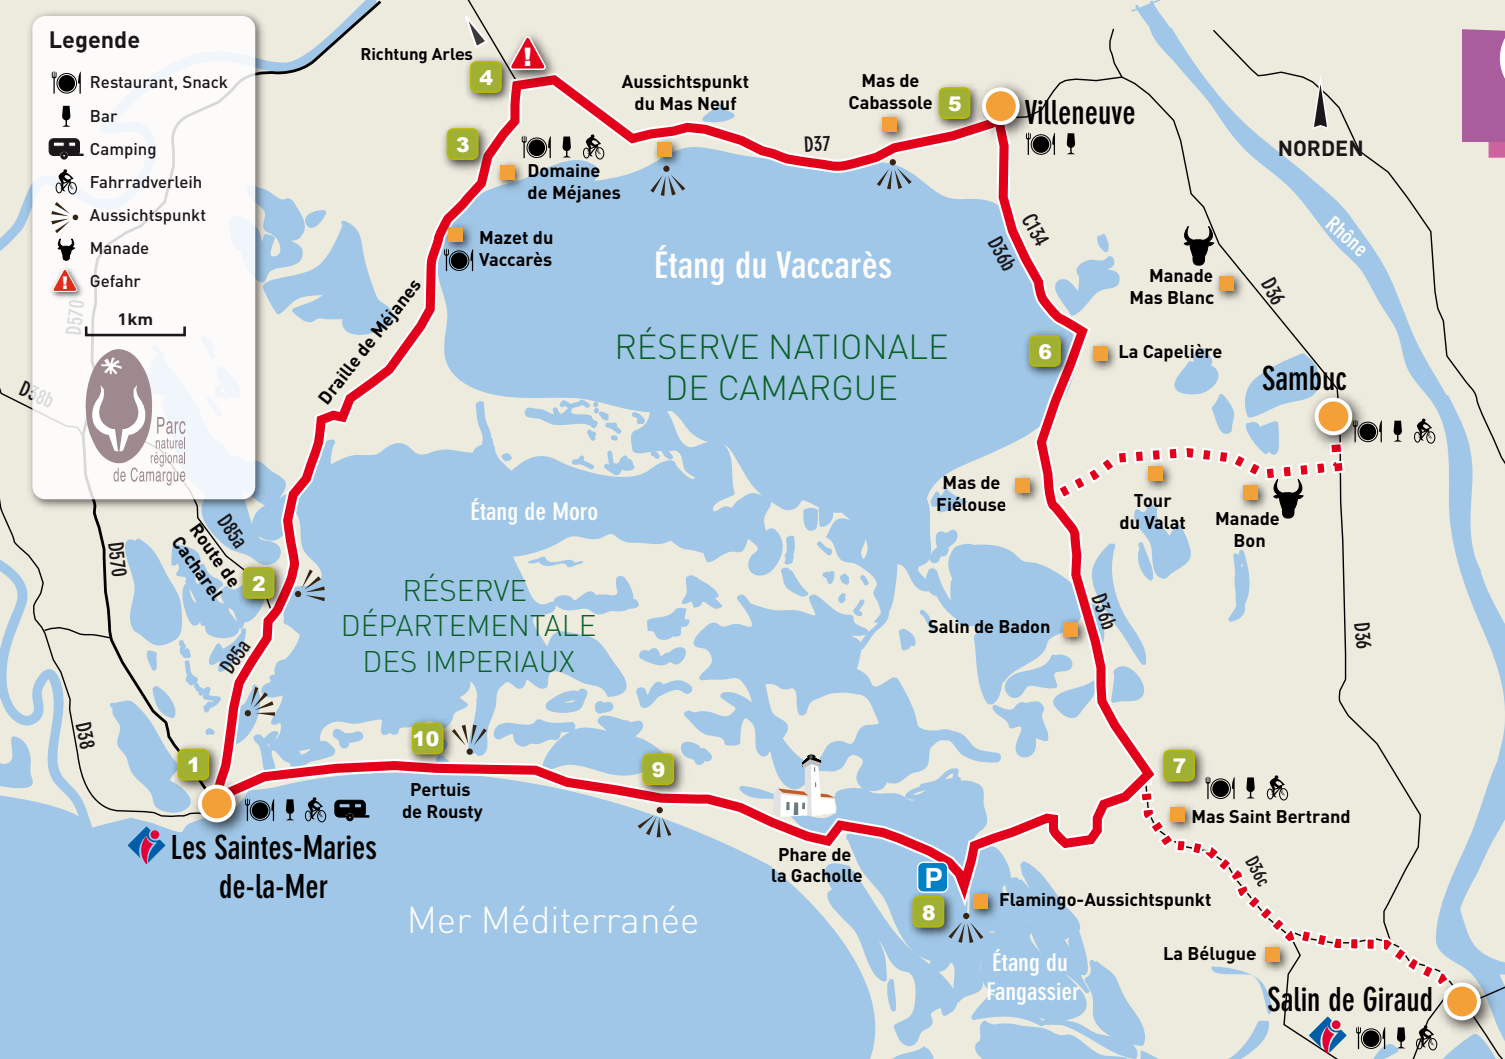 Legende
Restaurant, Snack
Bar
Camping
Fahrradverleih
Aussichtspunkt
Manade
Gefahr
1km
Parc
naturel
régional
de Camargue
D570
D38b
Richtung Arles
4
3
Domaine
de Méjanes
Mazet du
Vaccarès
Draille de Méjanes
Aussichtspunkt
du Mas Neuf
D37
Mas de
Cabassole
5
Villeneuve
NORDEN
Rhône
C134
D36b
Étang du Vaccarès
RÉSERVE NATIONALE
DE CAMARGUE
Manade
Mas Blanc
D36
6
La Capelière
Sambuc
Mas de
Fiélouse
Tour
du Valat
Manade
Bon
Étang de Moro
RÉSERVE
DÉPARTEMENTALE
DES IMPERIAUX
D85a
Route de
Cacharel
D570
2
D85a
D38
Salin de Badon
D36b
D36
1
Les Saintes-Maries
de-la-Mer
10
Pertuis
de Rousty
9
Phare de
la Gacholle
P
8
Flamingo-Aussichtspunkt
7
Mas Saint Bertrand
D36c
Mer Méditerranée
Étang du
Fangassier
La Bélugue
Salin de Giraud